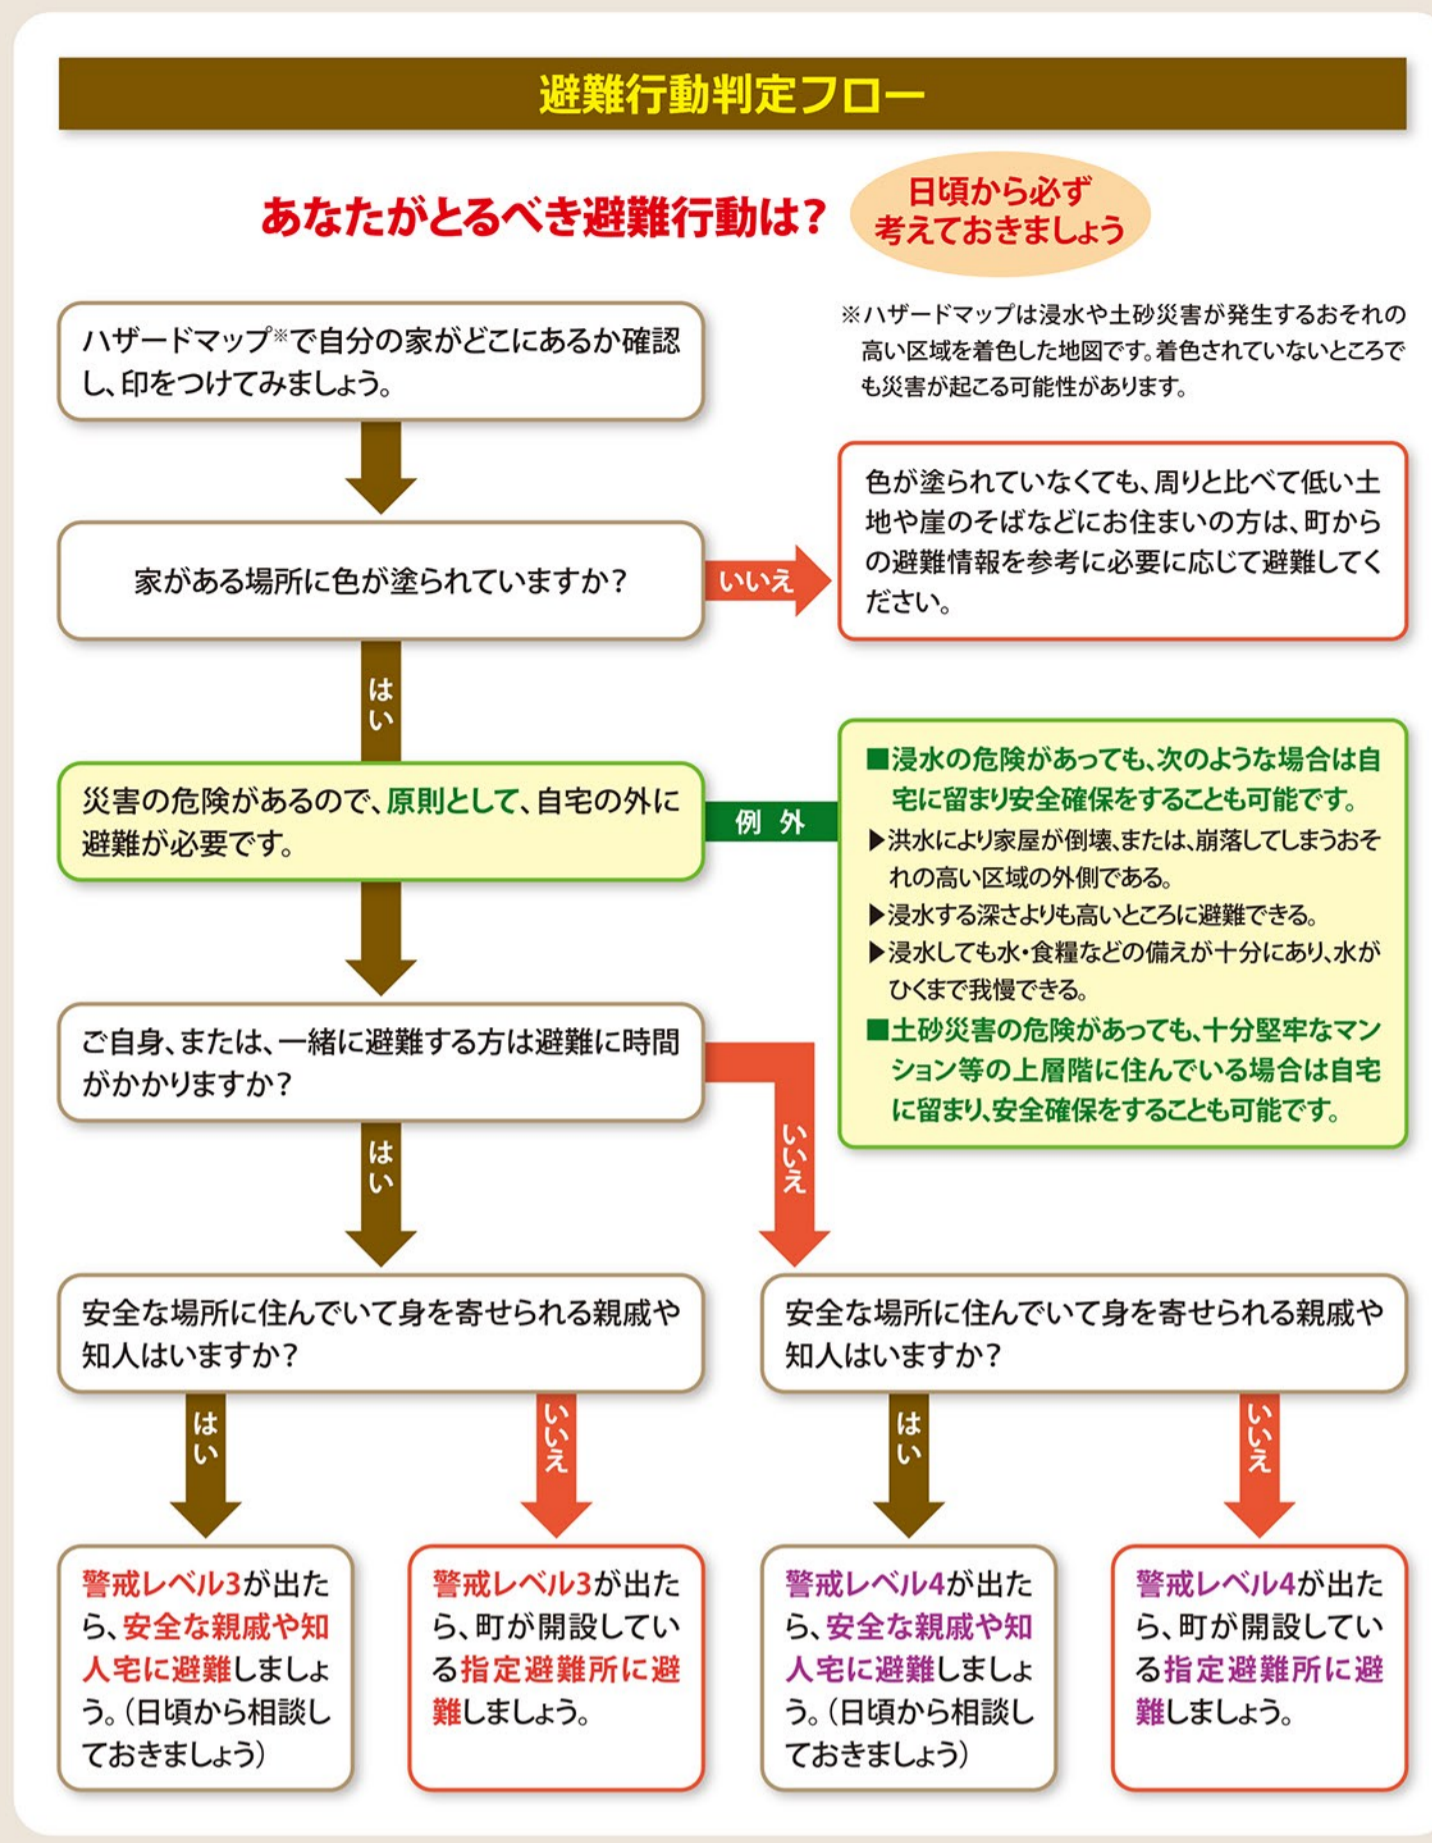 避難行動判定フロー
あなたがとるべき避難行動は?
日頃から必ず
考えておきましょう
ハザードマップ※で自分の家がどこにあるか確認
し、印をつけてみましょう。
※ハザードマップは浸水や土砂災害が発生するおそれの
高い区域を着色した地図です。着色されていないところで
も災害が起こる可能性があります。
家がある場所に色が塗られていますか?
いいえ
色が塗られていなくても、周りと比べて低い土
地や崖のそばなどにお住まいの方は、町から
の避難情報を参考に必要に応じて避難してく
ださい。
はい
災害の危険があるので、原則として、自宅の外に
避難が必要です。
例外
■浸水の危険があっても、次のような場合は自
宅に留まり安全確保をすることも可能です。
▶洪水により家屋が倒壊、または、崩落してしまうおそ
れの高い区域の外側である。
▶浸水する深さよりも高いところに避難できる。
▶浸水しても水・食糧などの備えが十分にあり、水が
ひくまで我慢できる。
■土砂災害の危険があっても、十分堅牢なマン
ション等の上層階に住んでいる場合は自宅
に留まり、安全確保をすることも可能です。
ご自身、または、一緒に避難する方は避難に時間
がかかりますか?
はい
いいえ
安全な場所に住んでいて身を寄せられる親戚や
知人はいますか?
安全な場所に住んでいて身を寄せられる親戚や
知人はいますか?
はい
いいえ
はい
いいえ
警戒レベル3が出た
ら、安全な親戚や知
人宅に避難しましょ
う。(日頃から相談し
ておきましょう)
警戒レベル3が出た
ら、町が開設してい
る指定避難所に避
難しましょう。
警戒レベル4が出た
ら、安全な親戚や知
人宅に避難しましょ
う。(日頃から相談し
ておきましょう)
警戒レベル4が出た
ら、町が開設してい
る指定避難所に避
難しましょう。